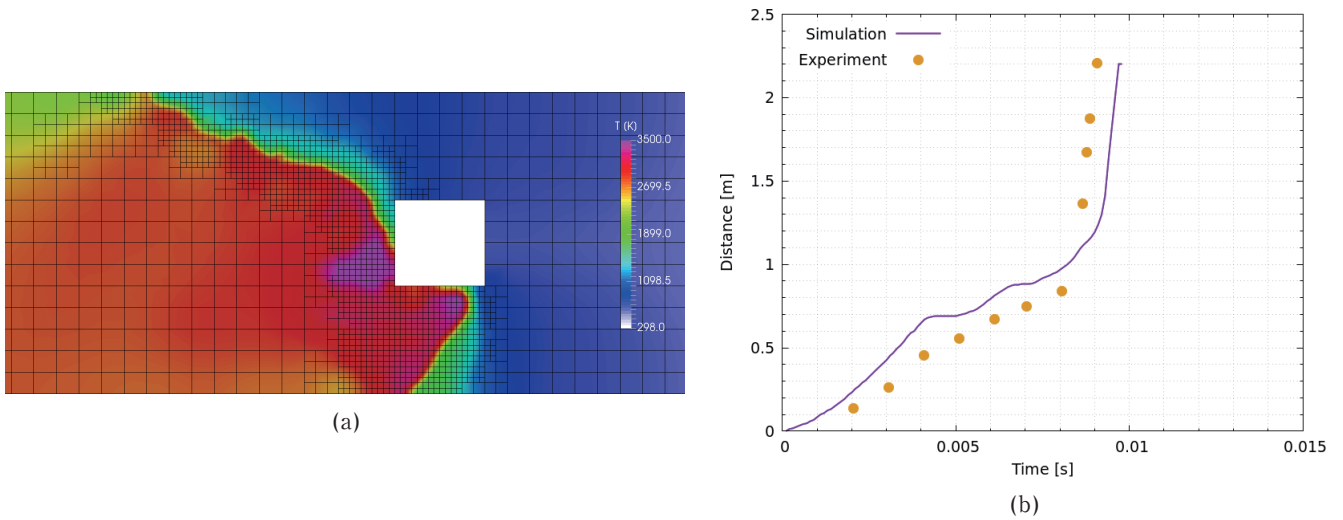 T (K)
3500.0
2699.5
1899.0
1098.5
298.0
(a)
2.5
2
1.5
1
0.5
0
Distance [m]
Simulation
Experiment
0
0.005
0.01
0.015
Time [s]
(b)